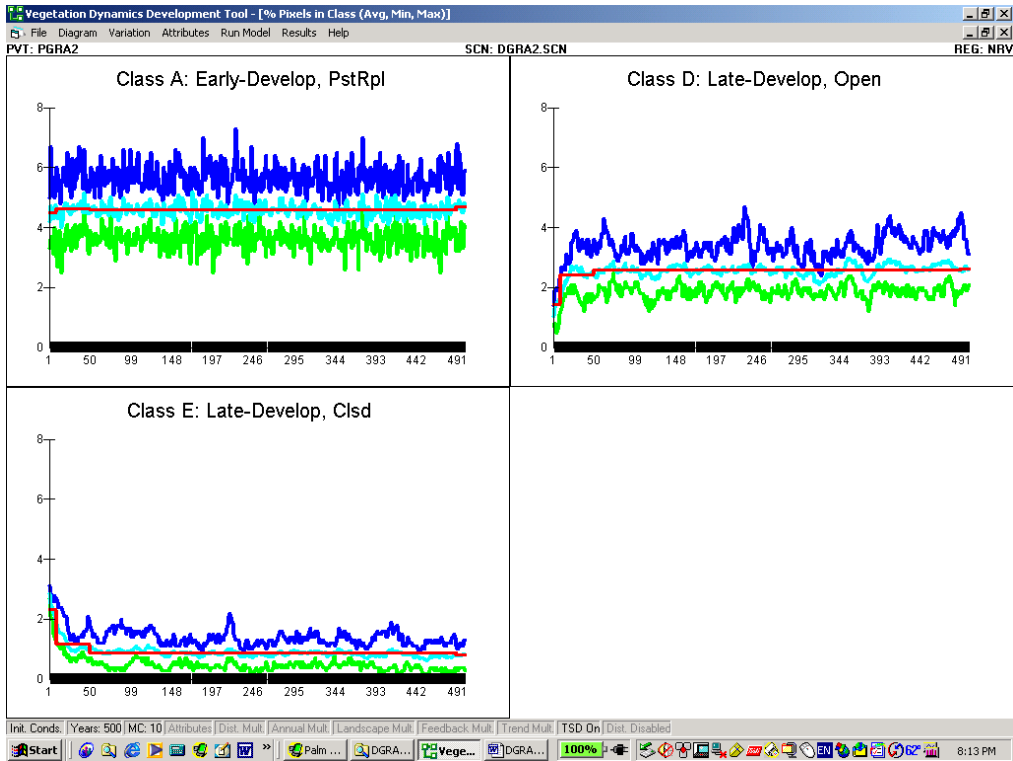 Vegetation Dynamics Development Tool - [% Pixels in Class (Avg, Min, Max)]
File Diagram Variation Attributes Run Model Results Help
PVT: PGRA2 SCN: DGRA2.SCN REG: NRV
Class A: Early-Develop, PstRpl
8
6
4
2
0
1 50 99 148 197 246 295 344 393 442 491
Class D: Late-Develop, Open
8
6
4
2
0
1 50 99 148 197 246 295 344 393 442 491
Class E: Late-Develop, Clsd
8
6
4
2
0
1 50 99 148 197 246 295 344 393 442 491
Init. Conds. Years: 500 MC: 10 Attributes Dist. Mult. Annual Mult. Landscape Mult. Feedback Mult. Trend Mult. TSD On Dist. Disabled
Start » Palm ... DGRA... Vege... DGRA... 100% EN 62° 8:13 PM